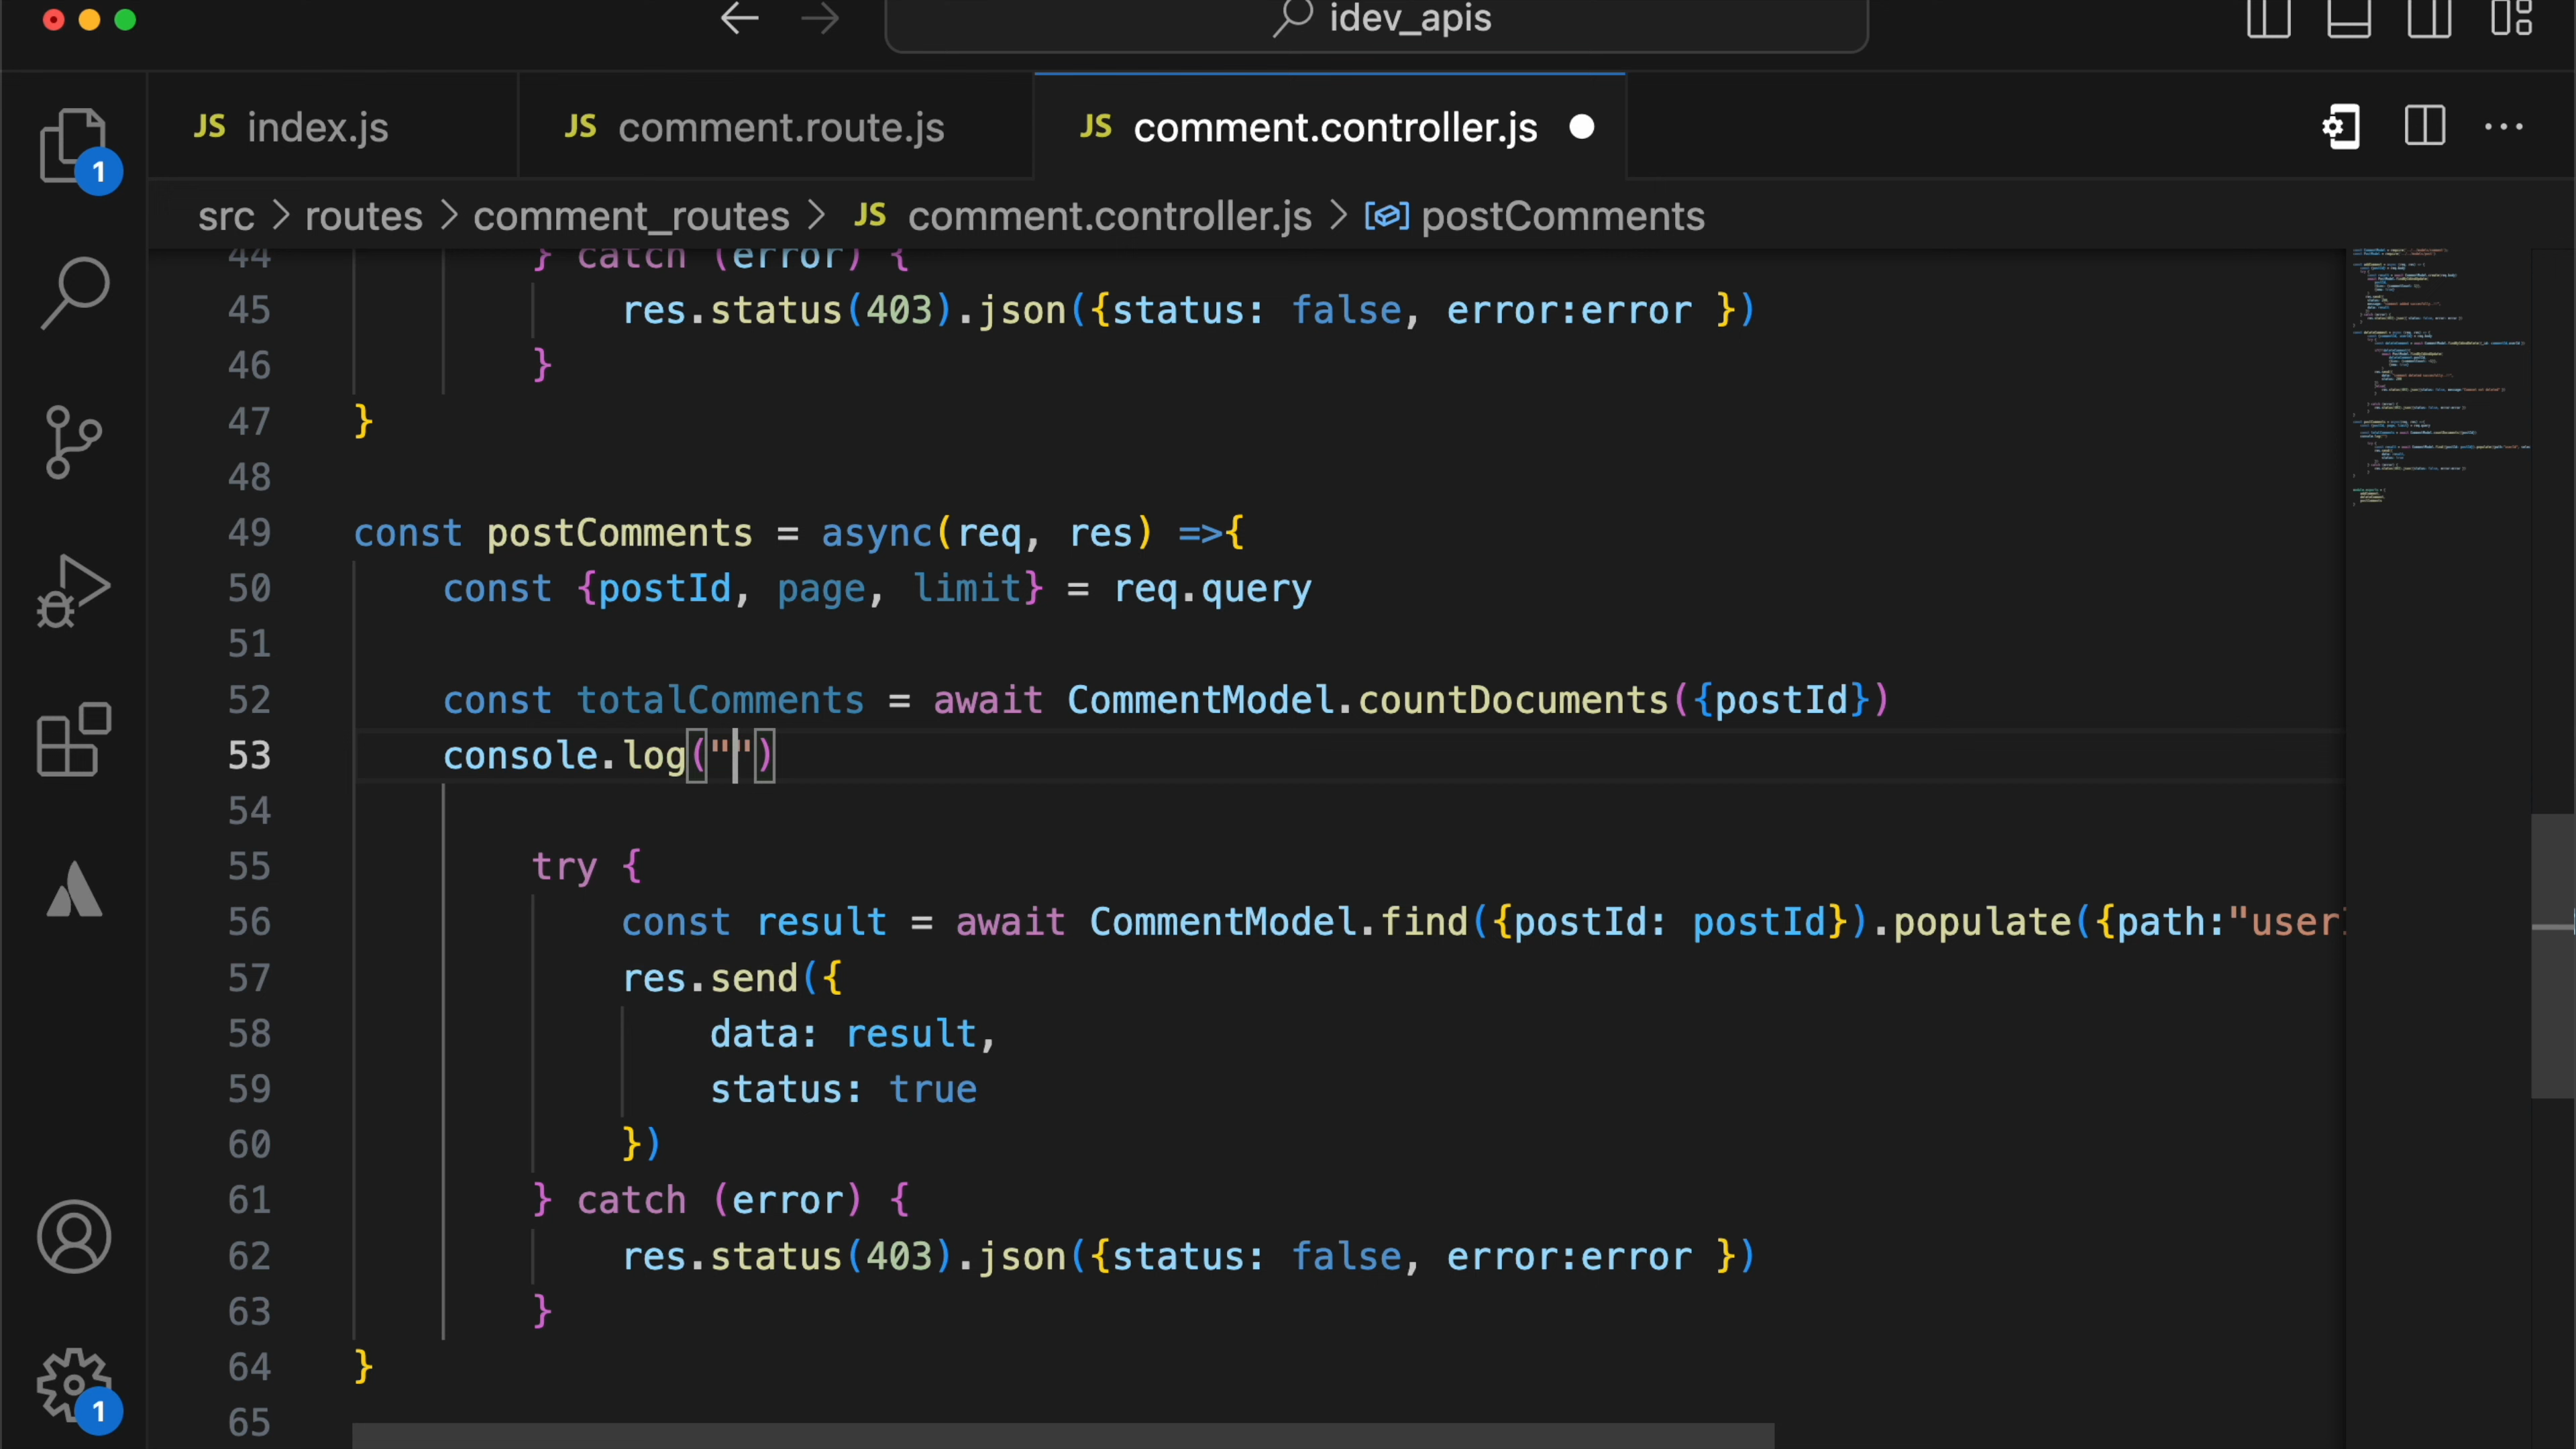 idev_apis
JS index.js
JS comment.route.js
JS comment.controller.js
1
src > routes > comment_routes > JS comment.controller.js > postComments
44 } catch (error) {
45 res.status(403).json({status: false, error:error })
46 }
47 }
48
49 const postComments = async(req, res) =>{
50 const {postId, page, limit} = req.query
51
52 const totalComments = await CommentModel.countDocuments({postId})
53 console.log("")
54
55 try {
56 const result = await CommentModel.find({postId: postId}).populate({path:"user
57 res.send({
58 data: result,
59 status: true
60 })
61 } catch (error) {
62 res.status(403).json({status: false, error:error })
63 }
64 }
65
1